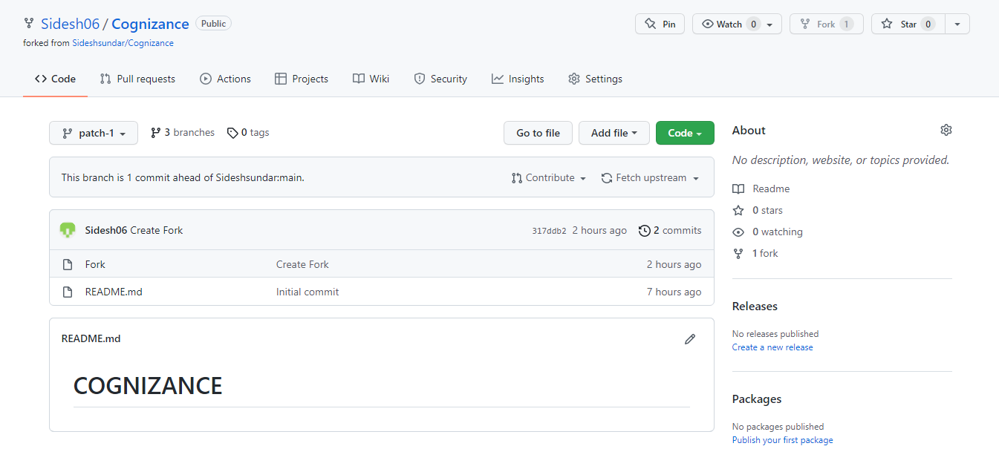 Sidesh06 / Cognizance Public Pin Watch 0 Fork 1 Star 0
forked from Sideshsundar/Cognizance
Code Pull requests Actions Projects Wiki Security Insights Settings
patch-1 3 branches 0 tags Go to file Add file Code
This branch is 1 commit ahead of Sideshsundar:main. Contribute Fetch upstream
Sidesh06 Create Fork 317ddb2 2 hours ago 2 commits
Fork Create Fork 2 hours ago
README.md Initial commit 7 hours ago
README.md
COGNIZANCE
About
No description, website, or topics provided.
Readme
0 stars
0 watching
1 fork
Releases
No releases published
Create a new release
Packages
No packages published
Publish your first package